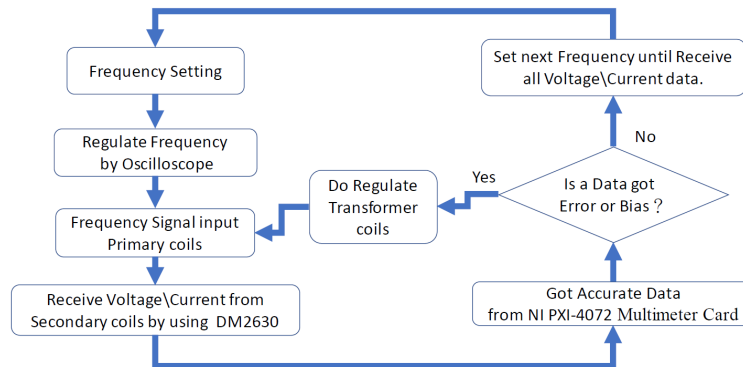 Frequency Setting
Regulate Frequency
by Oscilloscope
Frequency Signal input
Primary coils
Receive Voltage\Current from
Secondary coils by using DM2630
Do Regulate
Transformer
coils
Yes
Set next Frequency until Receive
all Voltage\Current data.
No
Is a Data got
Error or Bias？
Got Accurate Data
from NI PXI-4072 Multimeter Card